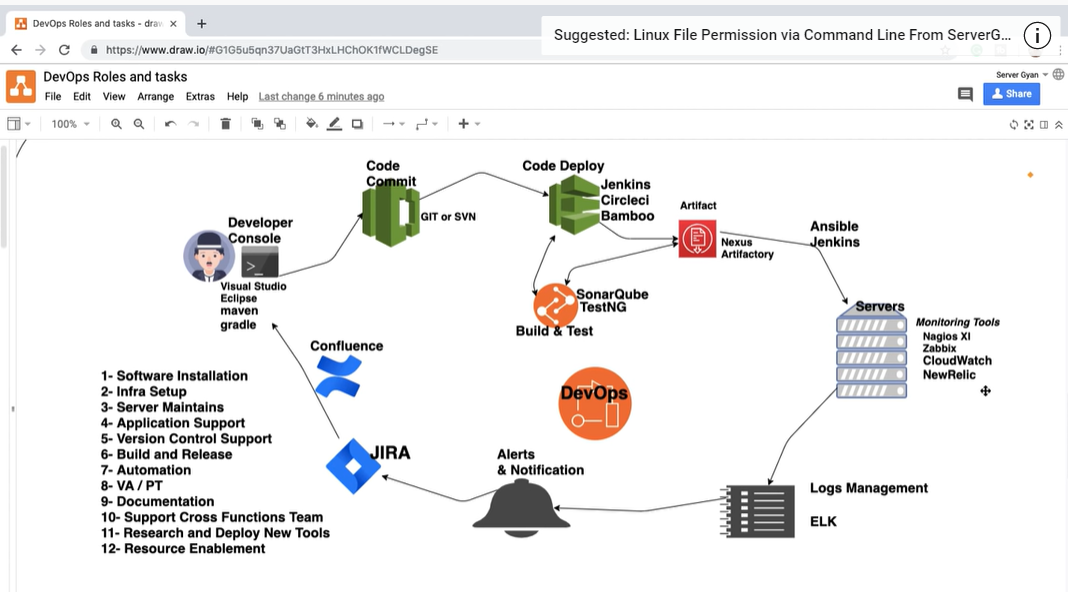 DevOps Roles and tasks - draw
Suggested: Linux File Permission via Command Line From ServerG...
https://www.draw.io/#G1G5u5qn37UaGtT3HxLHChOK1fWCLDegSE
DevOps Roles and tasks
Server Gyan
File Edit View Arrange Extras Help Last change 6 minutes ago
Share
100%
Code
Commit
GIT or SVN
Code Deploy
Jenkins
Circleci
Bamboo
Artifact
Nexus
Artifactory
Ansible
Jenkins
Developer
Console
Visual Studio
Eclipse
maven
gradle
SonarQube
TestNG
Build & Test
Servers
Monitoring Tools
Nagios XI
Zabbix
CloudWatch
NewRelic
Confluence
DevOps
1- Software Installation
2- Infra Setup
3- Server Maintains
4- Application Support
5- Version Control Support
6- Build and Release
7- Automation
8- VA / PT
9- Documentation
10- Support Cross Functions Team
11- Research and Deploy New Tools
12- Resource Enablement
JIRA
Alerts
& Notification
Logs Management
ELK